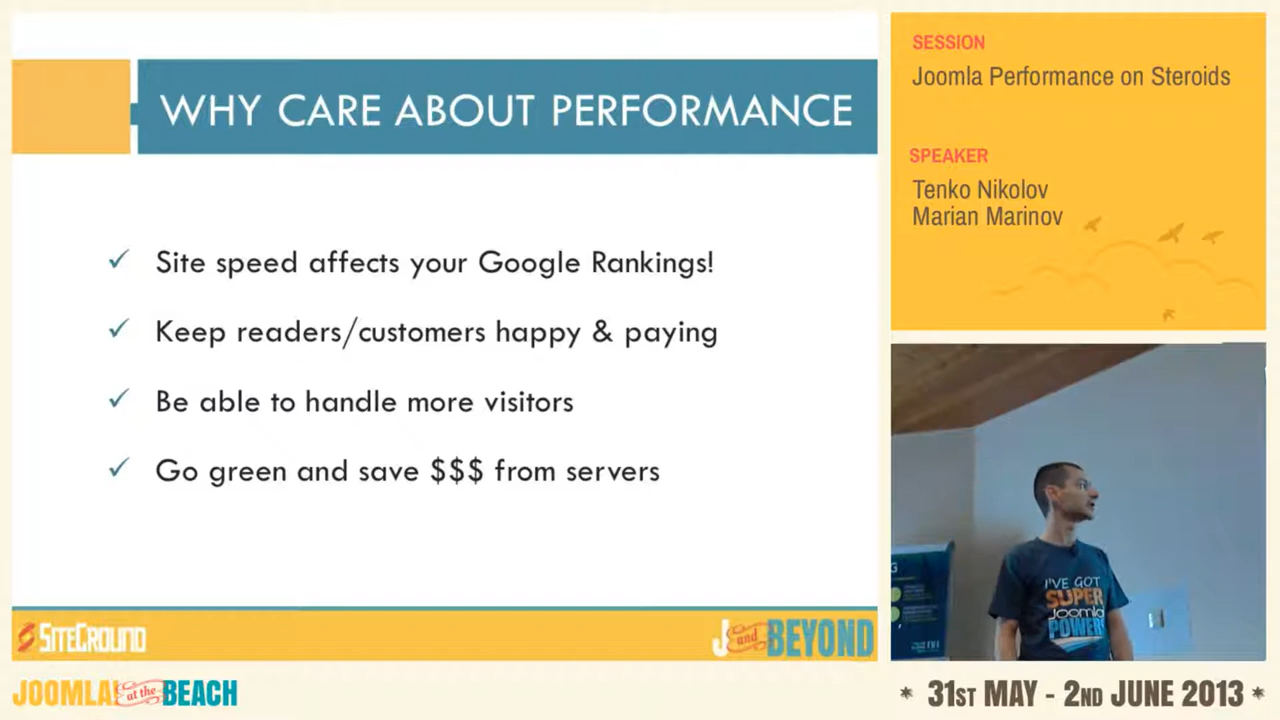 WHY CARE ABOUT PERFORMANCE
Site speed affects your Google Rankings!
Keep readers/customers happy & paying
Be able to handle more visitors
Go green and save $$$ from servers
SITEGROUND
J and BEYOND
JOOMLA! at the BEACH
SESSION
Joomla Performance on Steroids
SPEAKER
Tenko Nikolov
Marian Marinov
I'VE GOT
SUPER
Joomla!
POWERS
* 31ST MAY - 2ND JUNE 2013 *